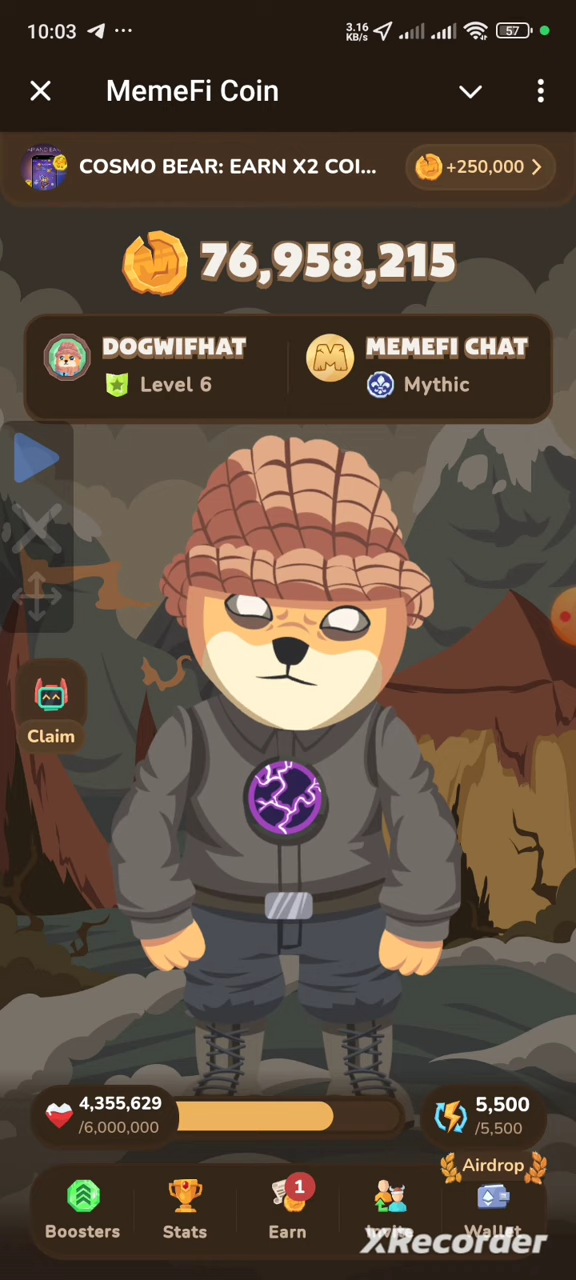 10:03
3.16
KB/s
57
MemeFi Coin
COSMO BEAR: EARN X2 COI...
+250,000
76,958,215
DOGWIFHAT
Level 6
MEMEFI CHAT
Mythic
Claim
4,355,629
/6,000,000
5,500
/5,500
Airdrop
1
Boosters
Stats
Earn
Invite
Wallet
XRecorder